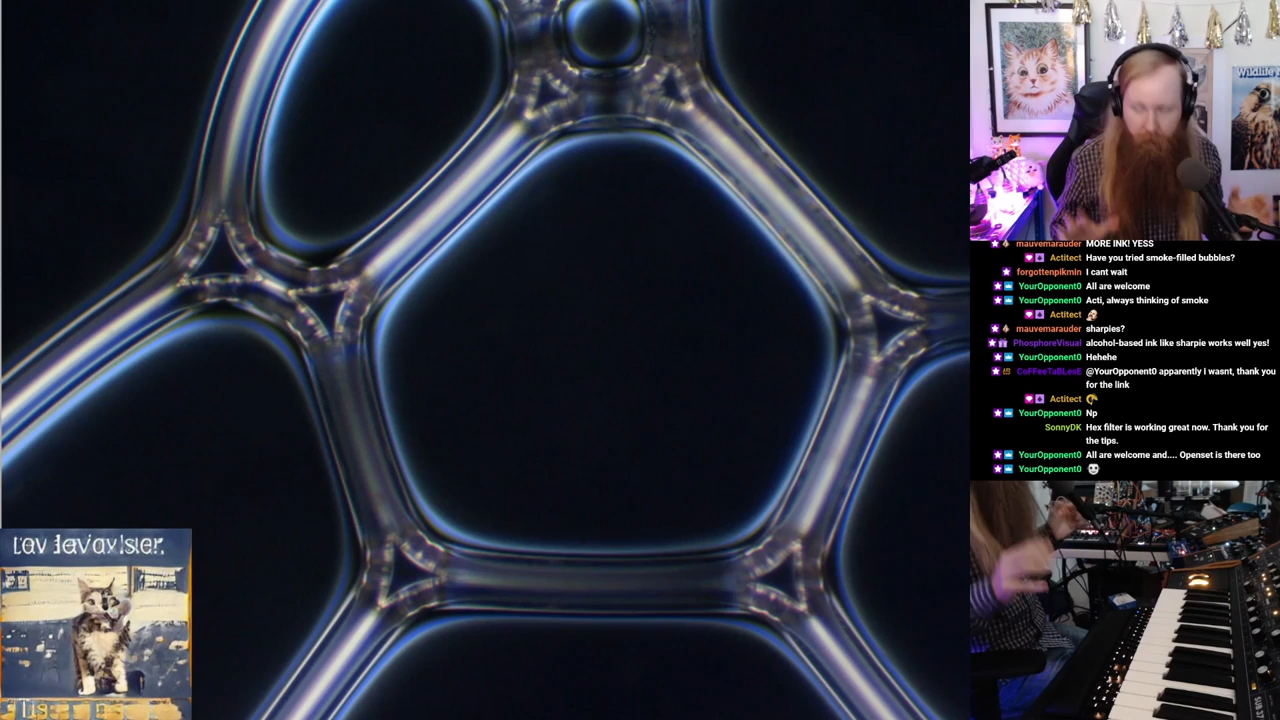 Wildlife
mauvemarauder MORE INK! YESS
Actitect Have you tried smoke-filled bubbles?
forgottenpikmin I cant wait
YourOpponent0 All are welcome
YourOpponent0 Acti, always thinking of smoke
Actitect
mauvemarauder sharpies?
PhosphoreVisual alcohol-based ink like sharpie works well yes!
YourOpponent0 Hehehe
CoFFeeTaBLesE @YourOpponent0 apparently i wasnt, thank you
for the link
Actitect
YourOpponent0 Np
SonnyDK Hex filter is working great now. Thank you for
the tips.
YourOpponent0 All are welcome and.... Openset is there too
YourOpponent0